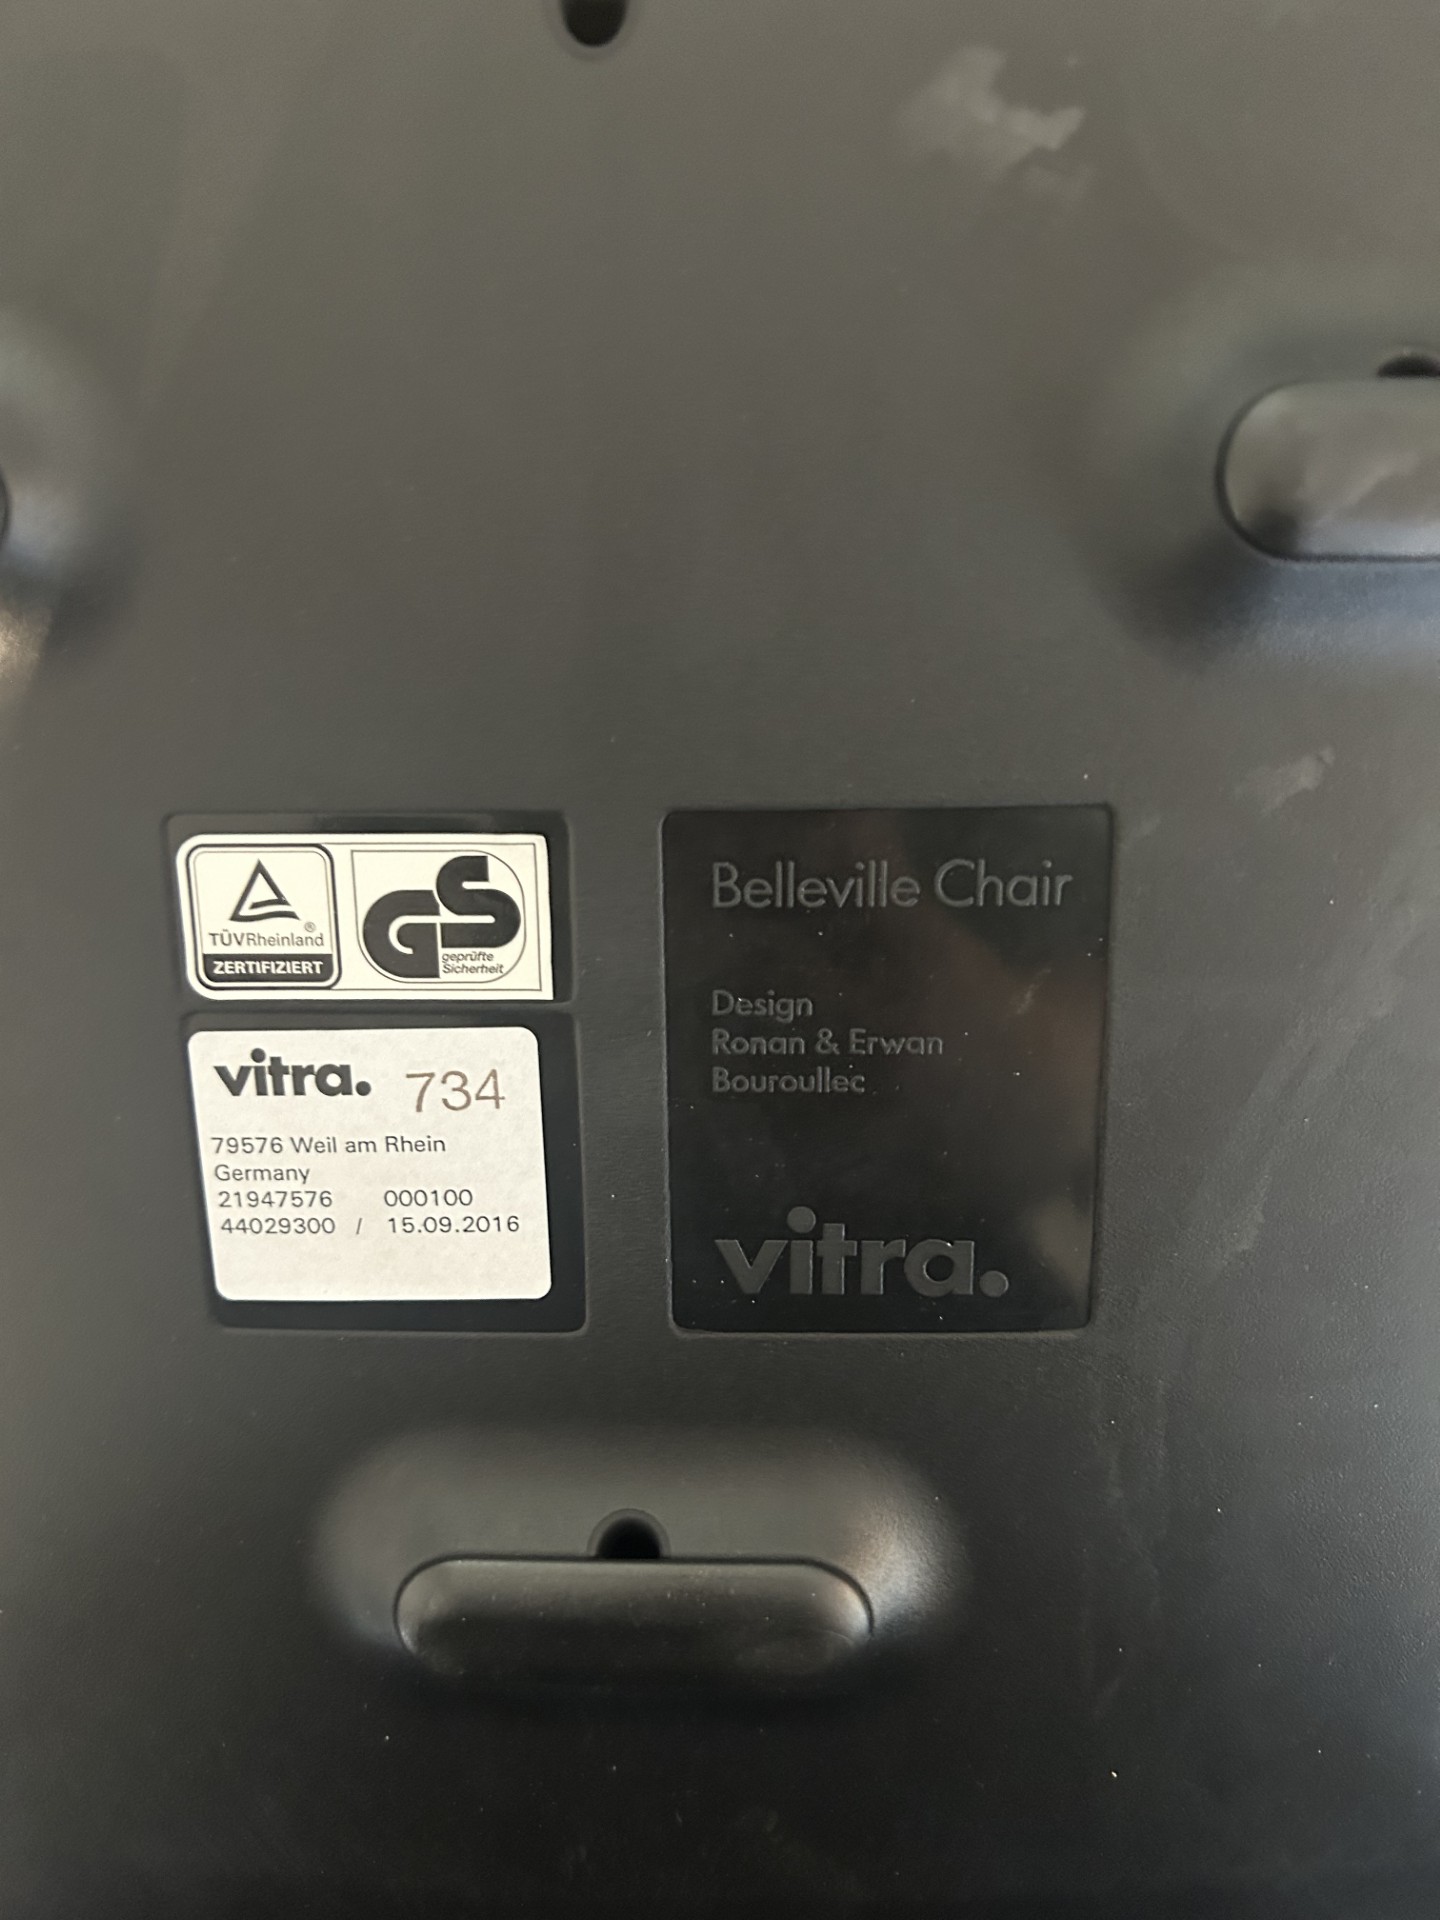 TÜVRheinland®
ZERTIFIZIERT
GS
geprüfte
Sicherheit
vitra. 734
79576 Weil am Rhein
Germany
21947576 000100
44029300 / 15.09.2016
Belleville Chair
Design
Ronan & Erwan
Bouroullec
vitra.